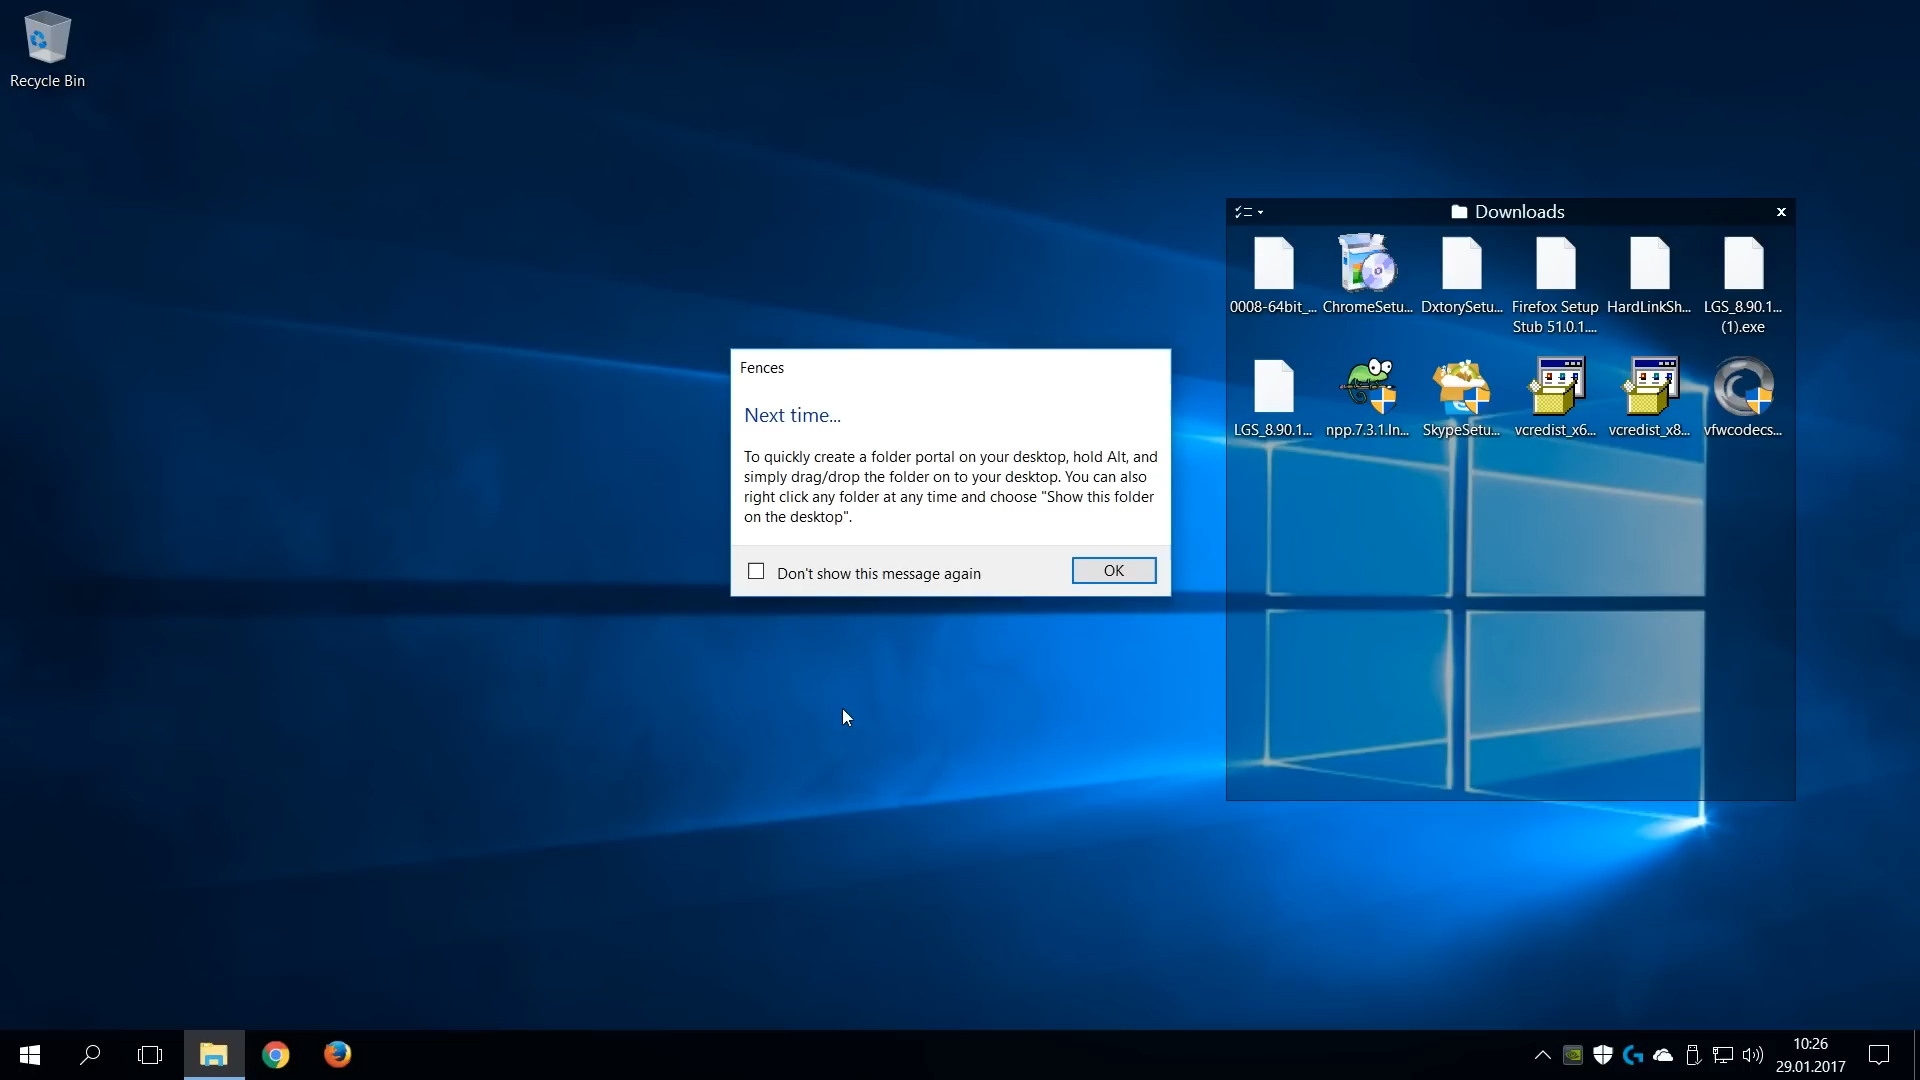 Recycle Bin
Downloads
x
0008-64bit_...
ChromeSetu...
DxtorySetu...
Firefox Setup
Stub 51.0.1....
HardLinkSh...
LGS_8.90.1...
(1).exe
LGS_8.90.1...
npp.7.3.1.In...
SkypeSetu...
vcredist_x6...
vcredist_x8...
vfwcodecs...
Fences
Next time...
To quickly create a folder portal on your desktop, hold Alt, and
simply drag/drop the folder on to your desktop. You can also
right click any folder at any time and choose "Show this folder
on the desktop".
Don't show this message again
OK
10:26
29.01.2017